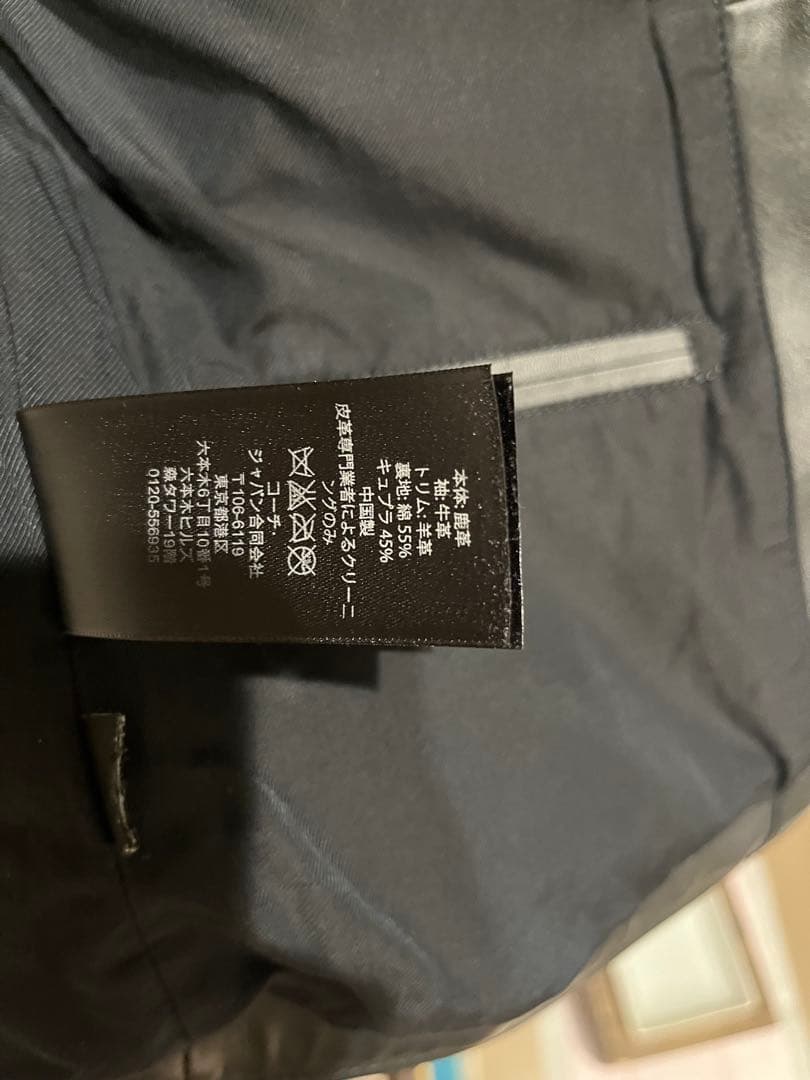 本体: 鹿革
袖: 牛革
トリム: 羊革
裏地: 綿 55%
キュプラ 45%
中国製
皮革専門業者によるクリーニ
ングのみ
コーチ・
ジャパン合同会社
〒106-6119
東京都港区
六本木6丁目10番1号
六本木ヒルズ
森タワー19階
0120-556935